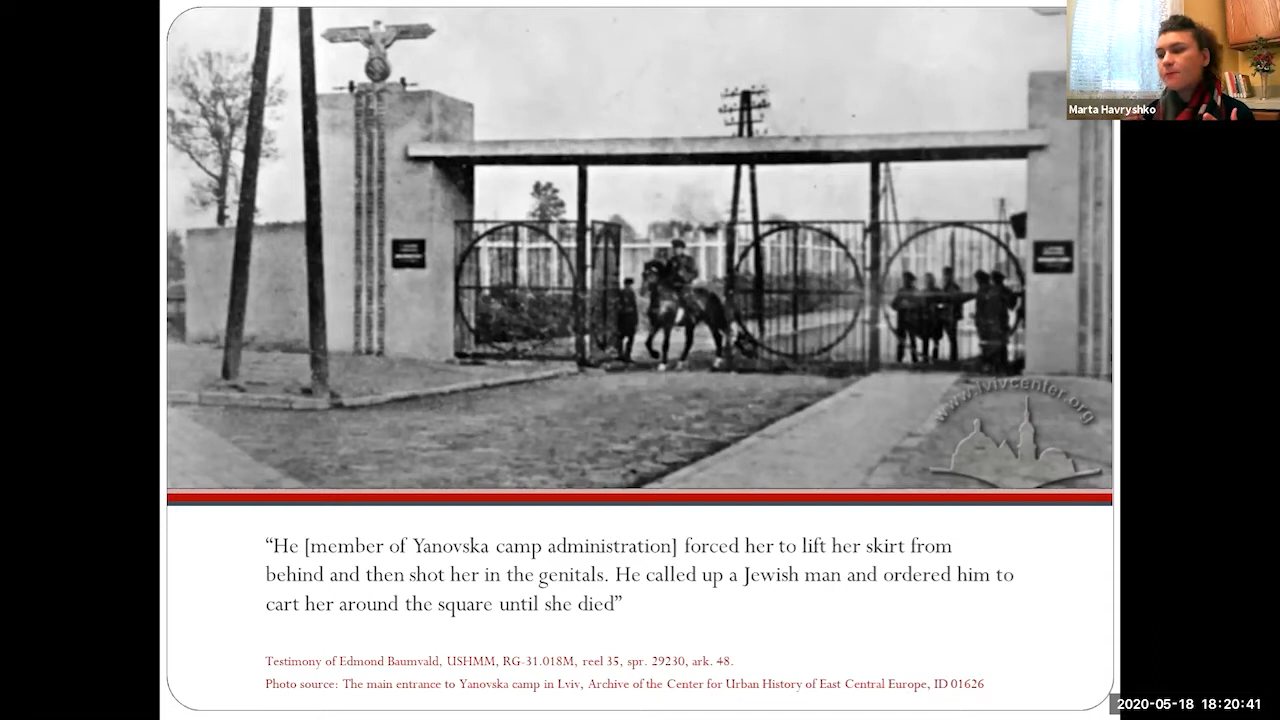 Marta Havryshko
www.lvivcenter.org
“He [member of Yanovska camp administration] forced her to lift her skirt from
behind and then shot her in the genitals. He called up a Jewish man and ordered him to
cart her around the square until she died”
Testimony of Edmond Baumvald, USHMM, RG-31.018M, reel 35, spr. 29230, ark. 48.
Photo source: The main entrance to Yanovska camp in Lviv, Archive of the Center for Urban History of East Central Europe, ID 01626
2020-05-18 18:20:41